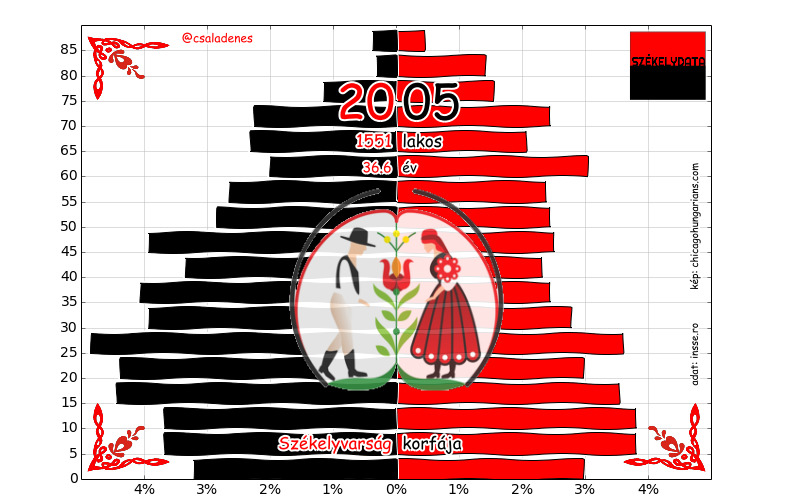 @csaladenes
SZÉKELYDATA
2005
1551 lakos
36.6 év
kép: chicagohungarians.com
adat: insse.ro
Székelyvarság korfája
85
80
75
70
65
60
55
50
45
40
35
30
25
20
15
10
5
0
4% 3% 2% 1% 0% 1% 2% 3% 4%